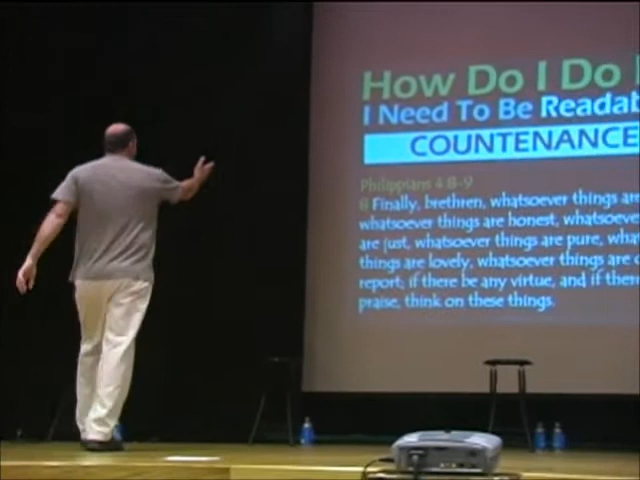 How Do I Do
I Need To Be Readab
COUNTENANCE
Philippians 4:8-9
8 Finally, brethren, whatsoever things are
whatsoever things are honest, whatsoeve
are just, whatsoever things are pure, wha
things are lovely, whatsoever things are
report; if there be any virtue, and if there
praise, think on these things.